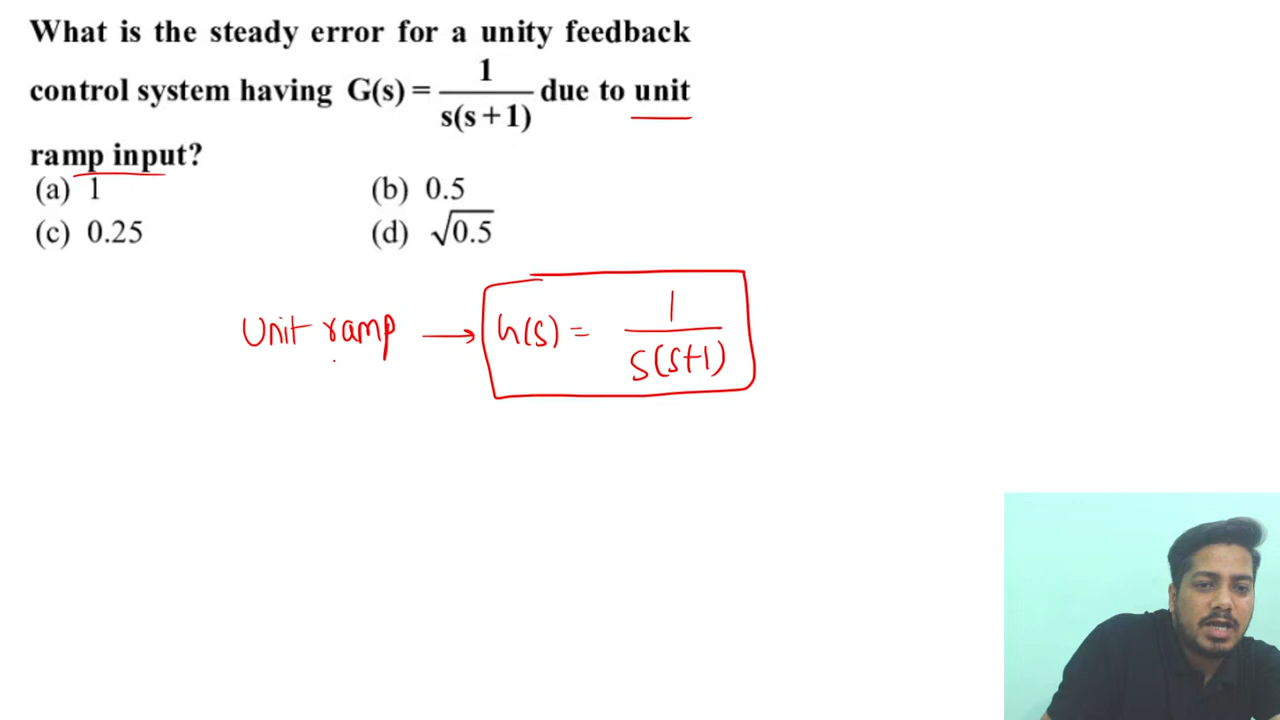 What is the steady error for a unity feedback
control system having G(s) = 1/s(s+1) due to unit
ramp input?
(a) 1 (b) 0.5
(c) 0.25 (d) √0.5
Unit ramp → G(s) = 1/s(s+1)